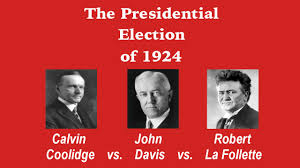 The Presidential
Election
of 1924
Calvin John Robert
Coolidge vs. Davis vs. La Follette